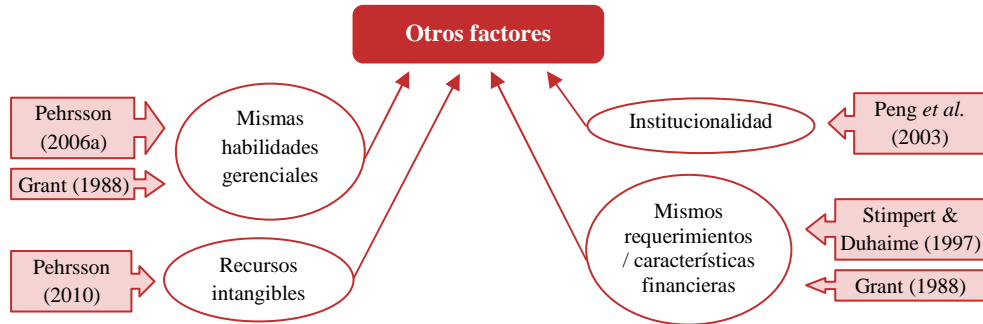 Otros factores
Pehrsson
(2006a)
Grant (1988)
Mismas
habilidades
gerenciales
Institucionalidad
Peng et al.
(2003)
Pehrsson
(2010)
Recursos
intangibles
Mismos
requerimientos
/ características
financieras
Stimpert &
Duhaime (1997)
Grant (1988)